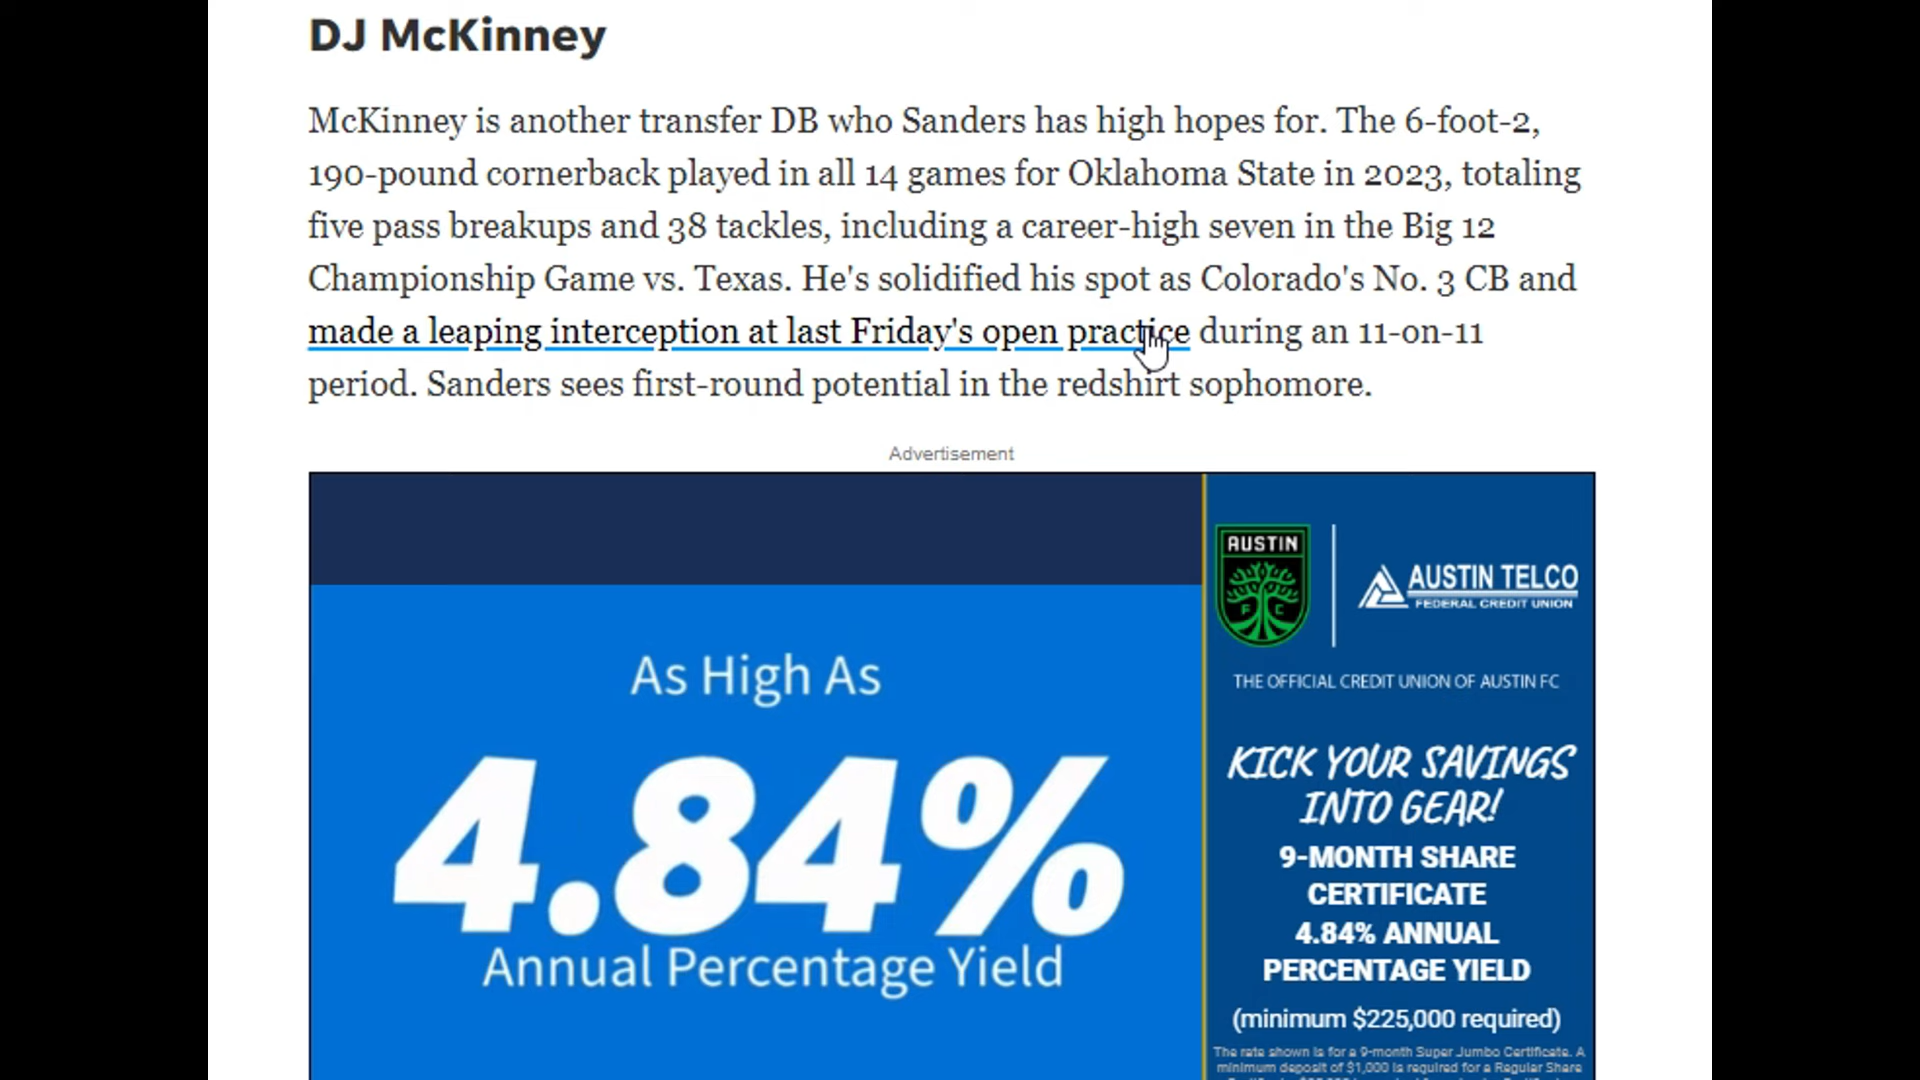 DJ McKinney
McKinney is another transfer DB who Sanders has high hopes for. The 6-foot-2,
190-pound cornerback played in all 14 games for Oklahoma State in 2023, totaling
five pass breakups and 38 tackles, including a career-high seven in the Big 12
Championship Game vs. Texas. He's solidified his spot as Colorado's No. 3 CB and
made a leaping interception at last Friday's open practice during an 11-on-11
period. Sanders sees first-round potential in the redshirt sophomore.
Advertisement
As High As
4.84%
Annual Percentage Yield
AUSTIN
F C
AUSTIN TELCO
FEDERAL CREDIT UNION
THE OFFICIAL CREDIT UNION OF AUSTIN FC
KICK YOUR SAVINGS
INTO GEAR!
9-MONTH SHARE
CERTIFICATE
4.84% ANNUAL
PERCENTAGE YIELD
(minimum $225,000 required)
The rate shown is for a 9-month Super Jumbo Certificate. A
minimum deposit of $1,000 is required for a Regular Share